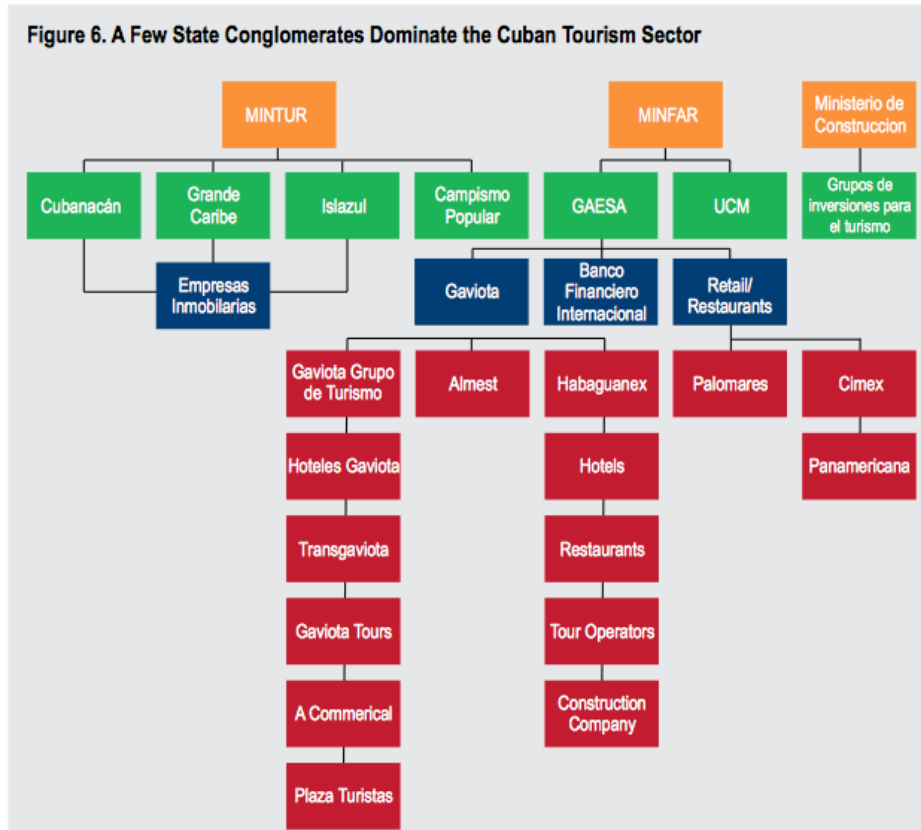 Figure 6. A Few State Conglomerates Dominate the Cuban Tourism Sector
MINTUR
MINFAR
Ministerio de
Construccion
Cubanacán
Grande
Caribe
Islazul
Campismo
Popular
GAESA
UCM
Grupos de
inversiones para
el turismo
Empresas
Inmobilarias
Gaviota
Banco
Financiero
Internacional
Retail/
Restaurants
Gaviota Grupo
de Turismo
Almest
Habaguanex
Palomares
Cimex
Hoteles Gaviota
Hotels
Panamericana
Transgaviota
Restaurants
Gaviota Tours
Tour Operators
A Commerical
Construction
Company
Plaza Turistas